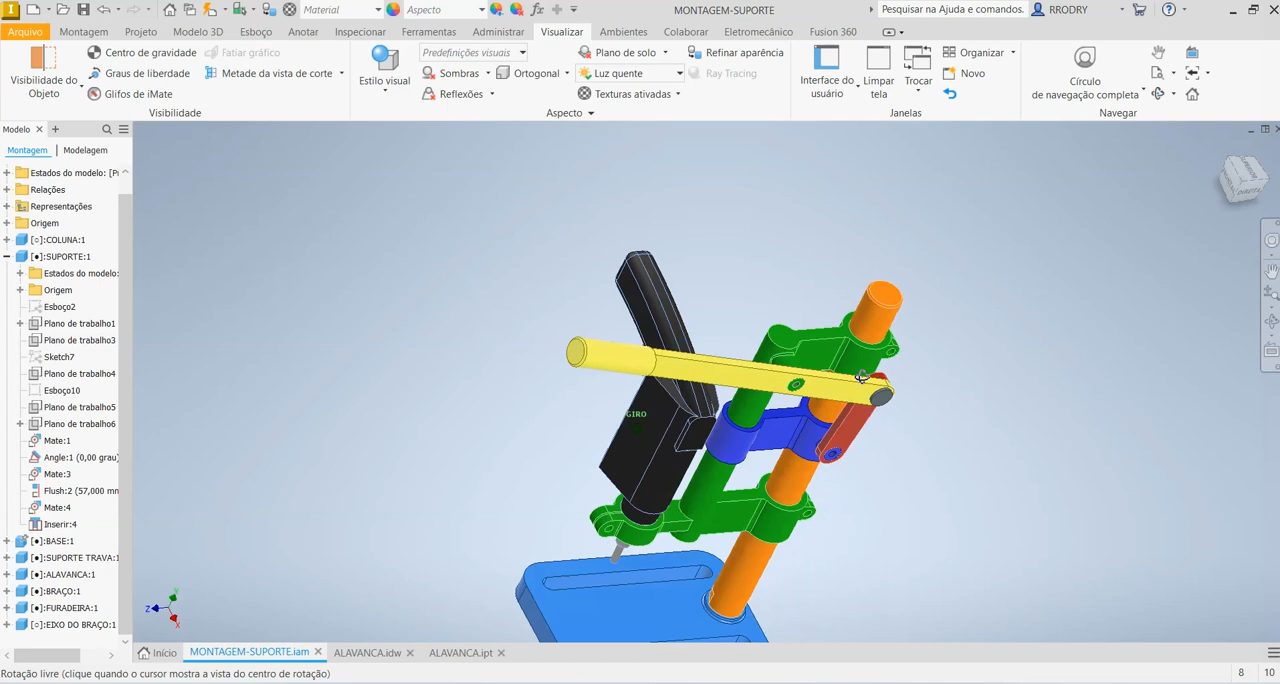 Material
Aspecto
MONTAGEM-SUPORTE
Pesquisar na Ajuda e comandos.
RRODRY
Arquivo
Montagem
Projeto
Modelo 3D
Esboço
Anotar
Inspecionar
Ferramentas
Administrar
Visualizar
Ambientes
Colaborar
Eletromecânico
Fusion 360
Visibilidade do
Objeto
Centro de gravidade
Graus de liberdade
Glifos de iMate
Fatiar gráfico
Metade da vista de corte
Visibilidade
Estilo visual
Predefinições visuais
Sombras
Reflexões
Ortogonal
Plano de solo
Luz quente
Texturas ativadas
Refinar aparência
Ray Tracing
Aspecto
Interface do
usuário
Limpar
tela
Trocar
Organizar
Novo
Janelas
Círculo
de navegação completa
Navegar
Modelo
Montagem
Modelagem
Estados do modelo: [P
Relações
Representações
Origem
[○]:COLUNA:1
[●]:SUPORTE:1
Estados do modelo:
Origem
Esboço2
Plano de trabalho1
Plano de trabalho3
Sketch7
Plano de trabalho4
Esboço10
Plano de trabalho5
Plano de trabalho6
Mate:1
Angle:1 (0,00 grau)
Mate:3
Flush:2 (57,000 mm
Mate:4
Inserir:4
[●]:BASE:1
[●]:SUPORTE TRAVA:1
[●]:ALAVANCA:1
[●]:BRAÇO:1
[●]:FURADEIRA:1
[○]:EIXO DO BRAÇO:1
GIRO
Z
Y
X
Início
MONTAGEM-SUPORTE.iam
ALAVANCA.idw
ALAVANCA.ipt
Rotação livre (clique quando o cursor mostra a vista do centro de rotação)
8
10